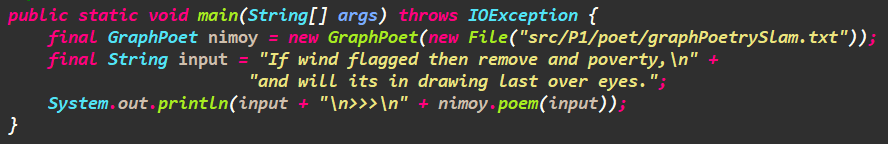 public static void main(String[] args) throws IOException {
    final GraphPoet nimoy = new GraphPoet(new File("src/P1/poet/graphPoetrySlam.txt"));
    final String input = "If wind flagged then remove and poverty,\n" +
                         "and will its in drawing last over eyes.";
    System.out.println(input + "\n>>>\n" + nimoy.poem(input));
}